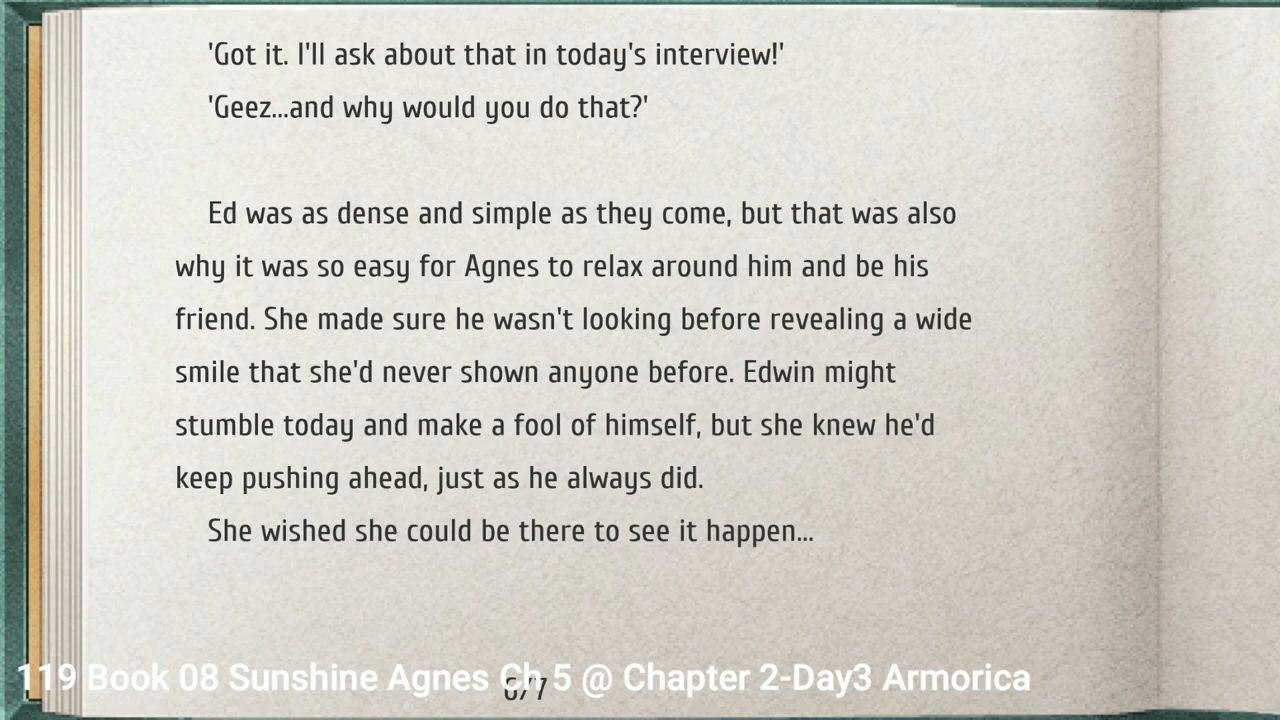 'Got it. I'll ask about that in today's interview!'
'Geez...and why would you do that?'
Ed was as dense and simple as they come, but that was also
why it was so easy for Agnes to relax around him and be his
friend. She made sure he wasn't looking before revealing a wide
smile that she'd never shown anyone before. Edwin might
stumble today and make a fool of himself, but she knew he'd
keep pushing ahead, just as he always did.
She wished she could be there to see it happen...
6/7
119 Book 08 Sunshine Agnes Ch 5 @ Chapter 2-Day3 Armorica